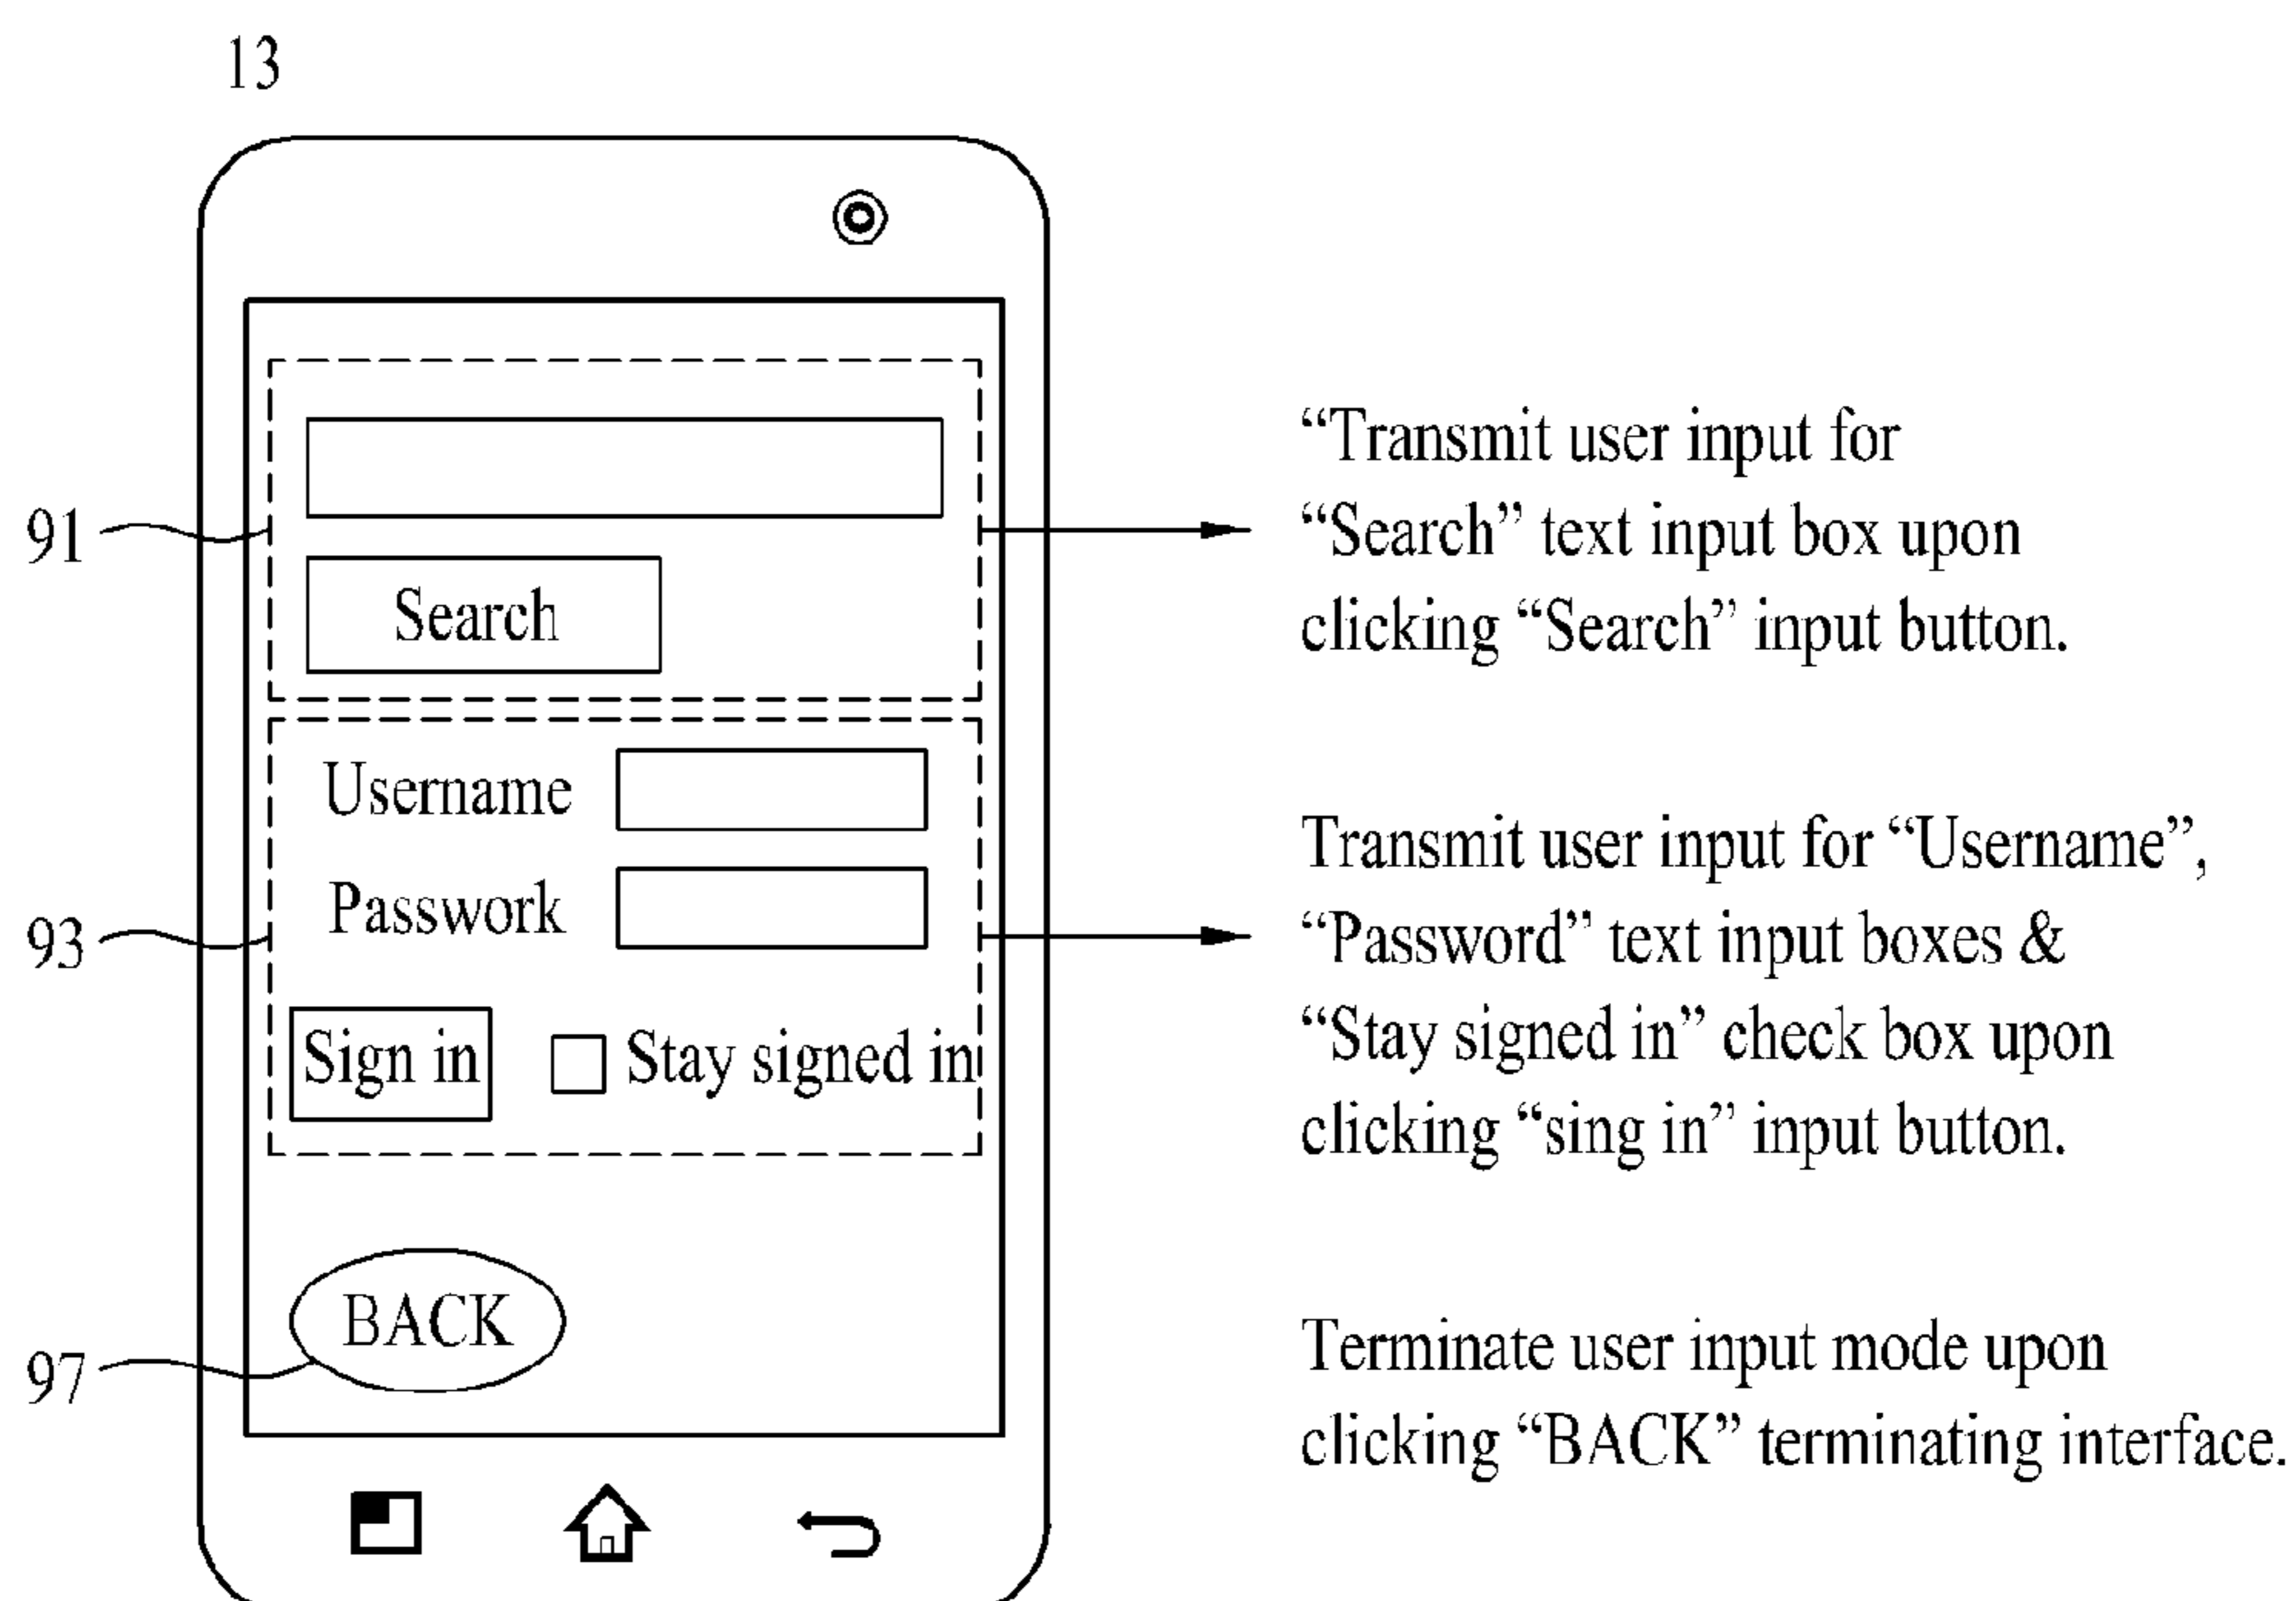 13
91
Search
“Transmit user input for
“Search” text input box upon
clicking “Search” input button.
93
Username
Passwork
Sign in
Stay signed in
Transmit user input for “Username”,
“Password” text input boxes &
“Stay signed in” check box upon
clicking “sing in” input button.
97
BACK
Terminate user input mode upon
clicking “BACK” terminating interface.